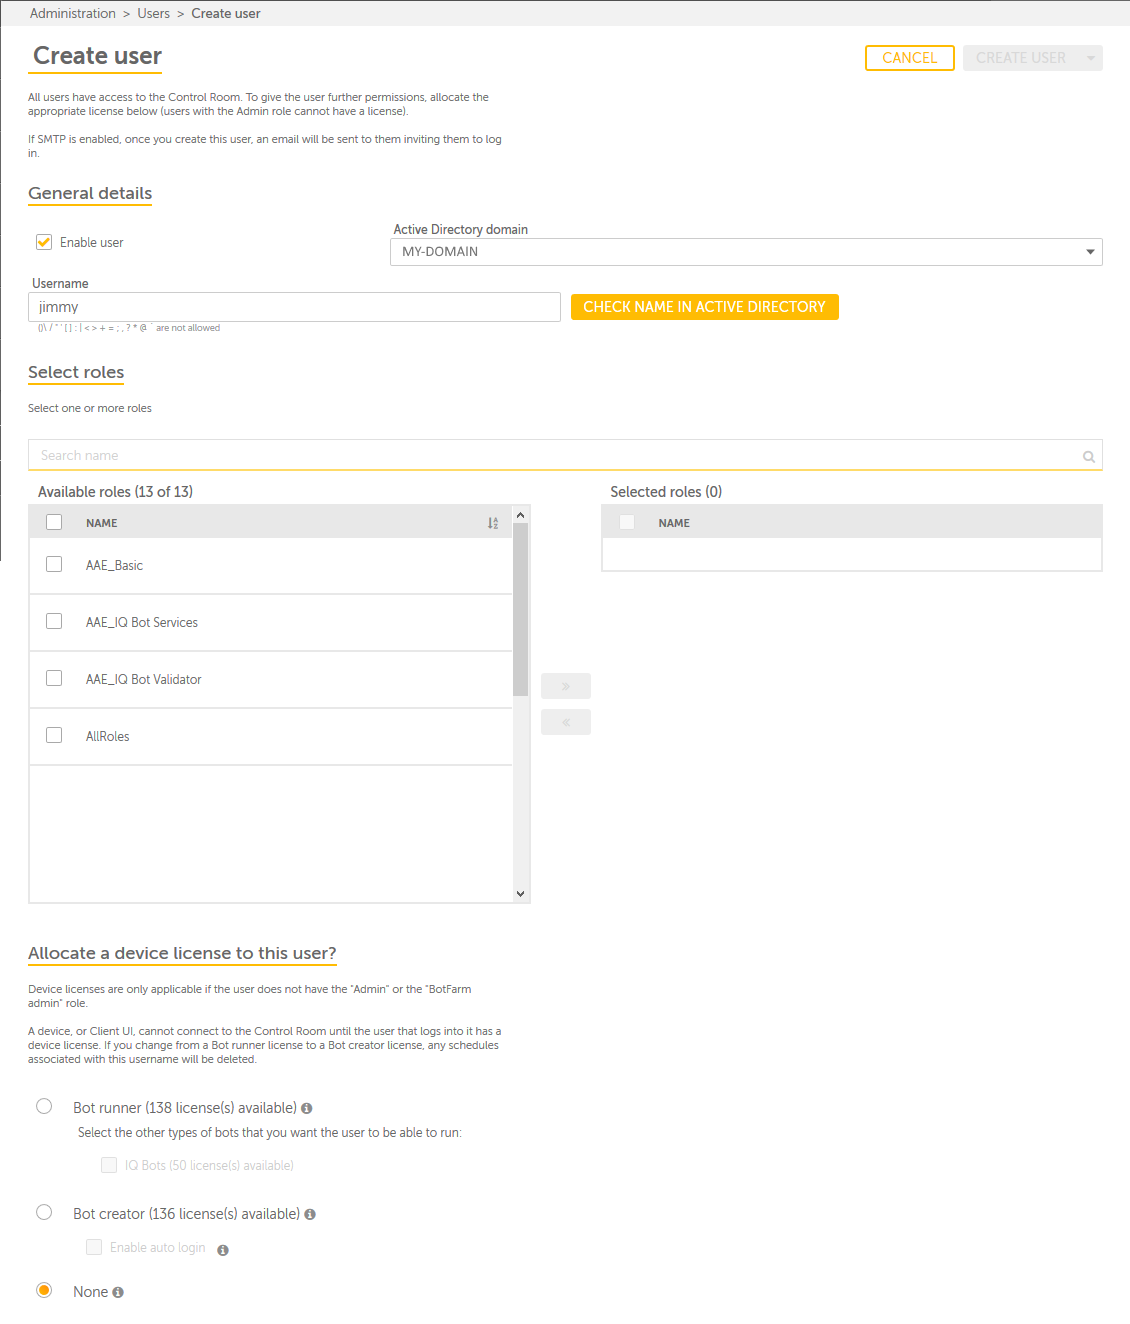 Administration > Users > Create user
Create user
CANCEL
CREATE USER
All users have access to the Control Room. To give the user further permissions, allocate the
appropriate license below (users with the Admin role cannot have a license).
If SMTP is enabled, once you create this user, an email will be sent to them inviting them to log
in.
General details
Enable user
Active Directory domain
MY-DOMAIN
Username
jimmy
CHECK NAME IN ACTIVE DIRECTORY
()\ / " ' [ ] : | < > + = ; , ? * @ ` are not allowed
Select roles
Select one or more roles
Search name
Available roles (13 of 13)
NAME
AAE_Basic
AAE_IQ Bot Services
AAE_IQ Bot Validator
AllRoles
Selected roles (0)
NAME
Allocate a device license to this user?
Device licenses are only applicable if the user does not have the "Admin" or the "BotFarm
admin" role.
A device, or Client UI, cannot connect to the Control Room until the user that logs into it has a
device license. If you change from a Bot runner license to a Bot creator license, any schedules
associated with this username will be deleted.
Bot runner (138 license(s) available)
Select the other types of bots that you want the user to be able to run:
IQ Bots (50 license(s) available)
Bot creator (136 license(s) available)
Enable auto login
None